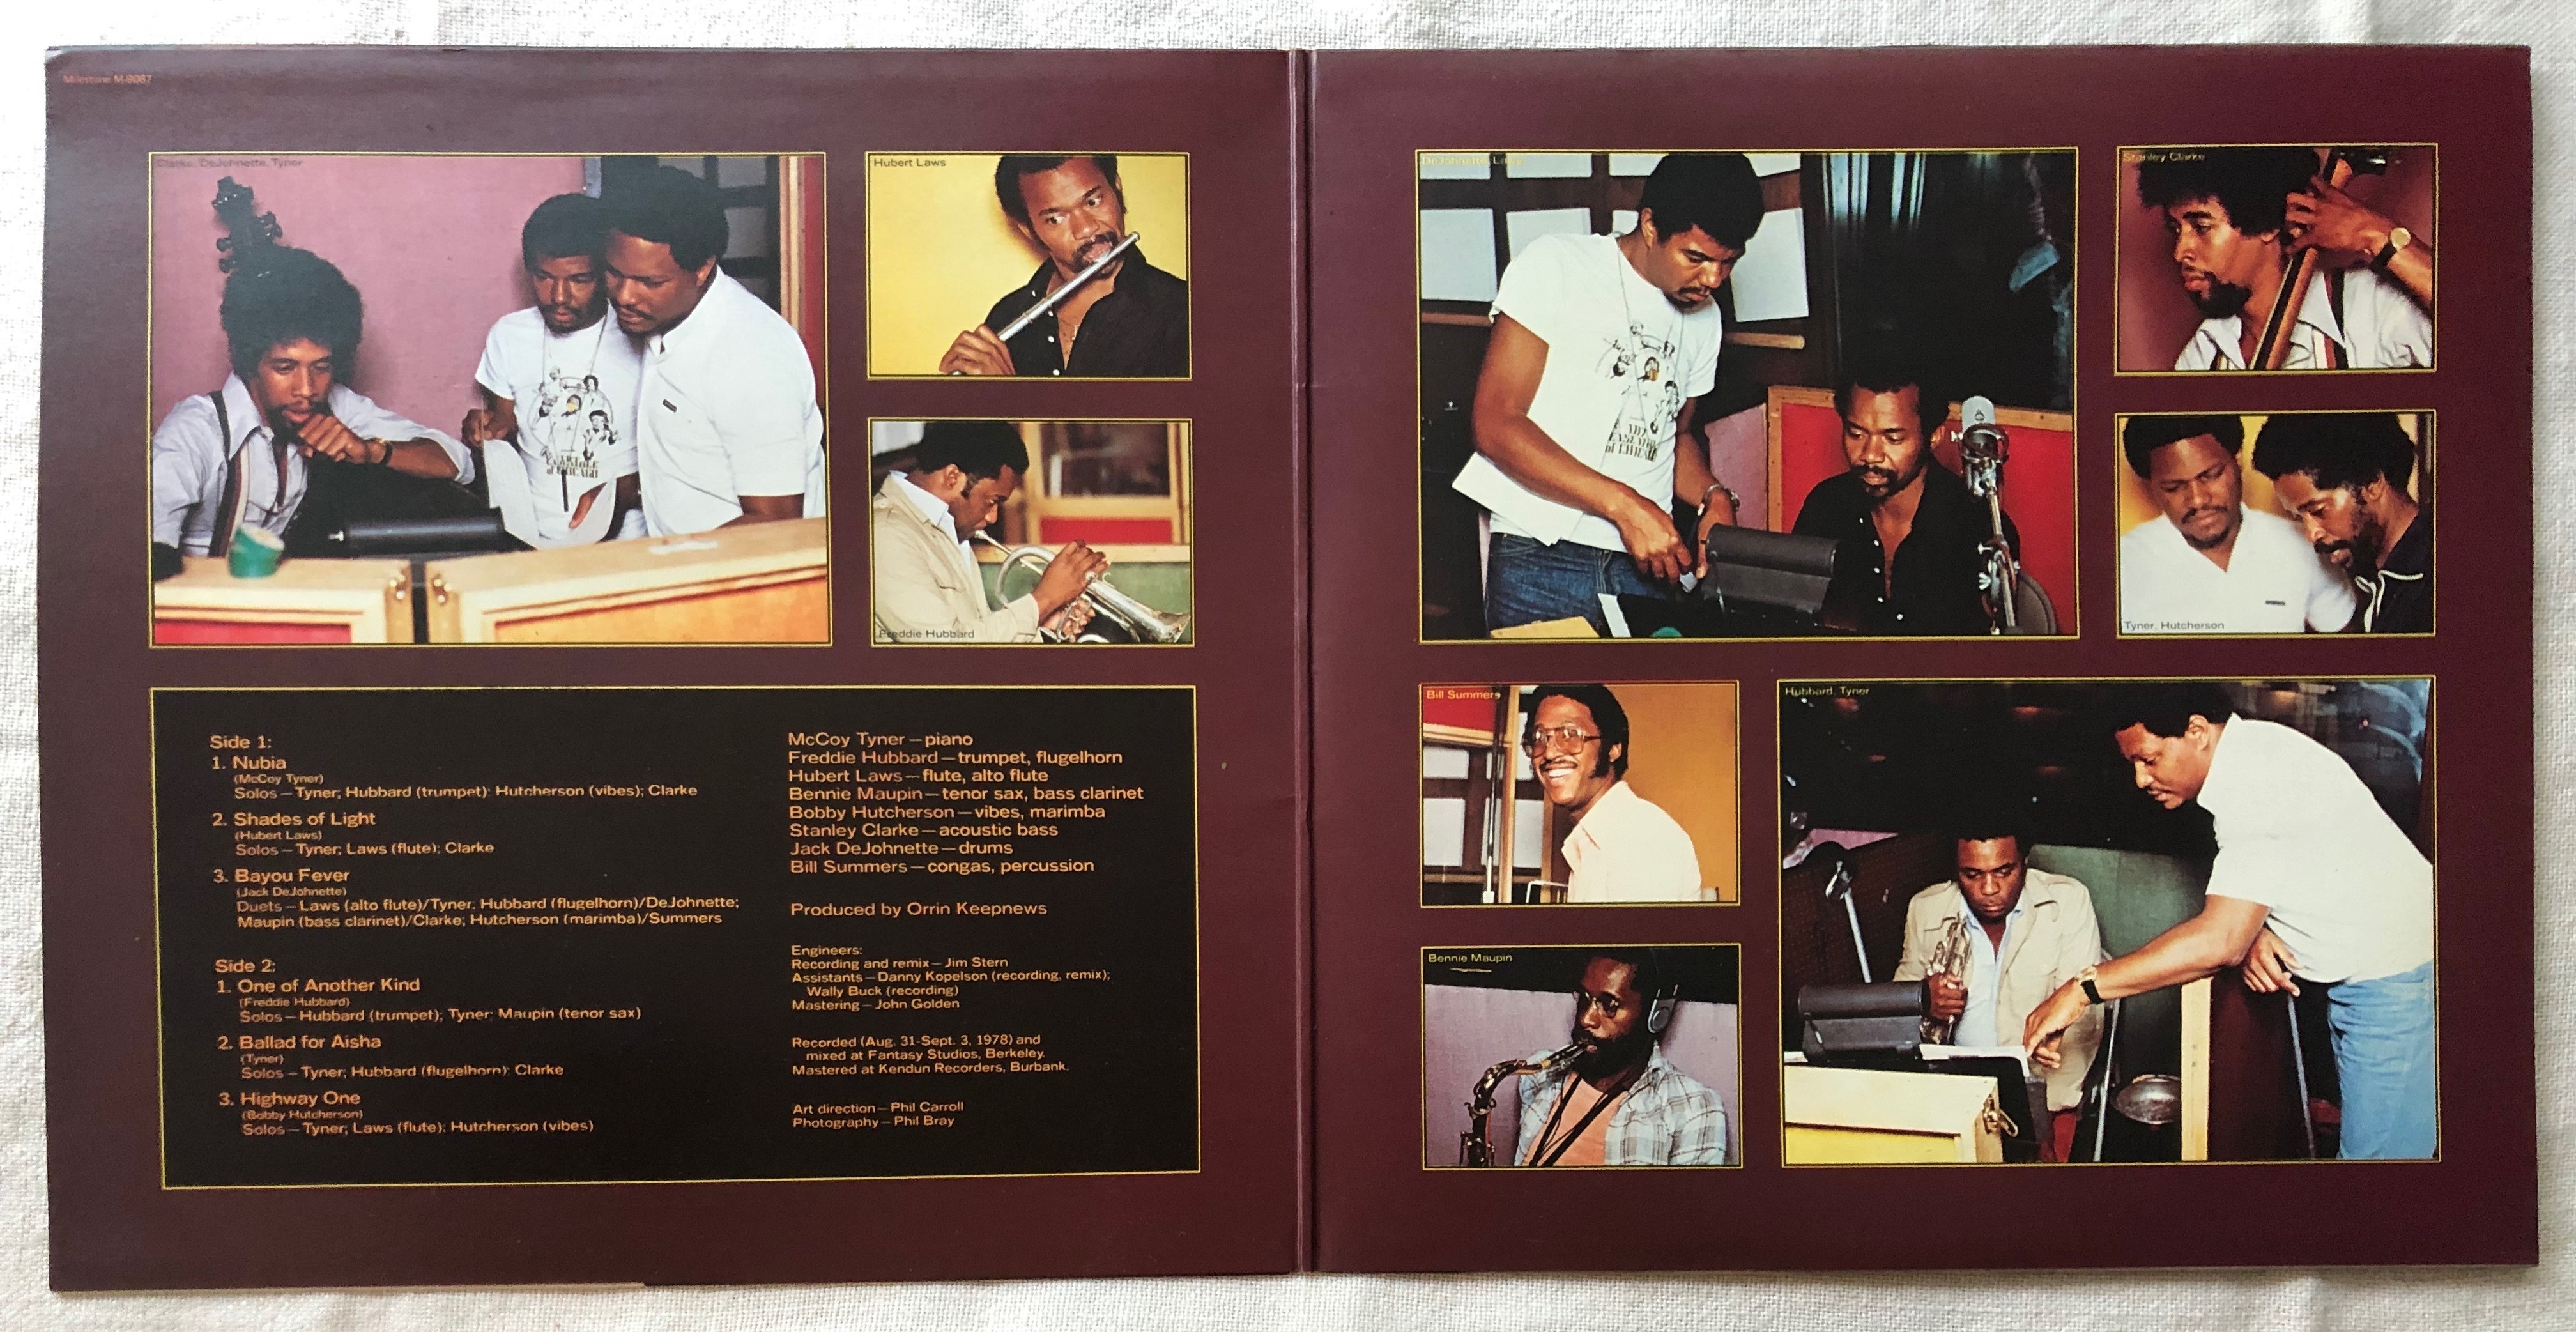 Milestone M-9087
Clarke, DeJohnette, Tyner
Hubert Laws
Freddie Hubbard
ART
ENSEMBLE
of CHICAGO
Side 1:
1. Nubia
(McCoy Tyner)
Solos – Tyner; Hubbard (trumpet); Hutcherson (vibes); Clarke
2. Shades of Light
(Hubert Laws)
Solos – Tyner; Laws (flute); Clarke
3. Bayou Fever
(Jack DeJohnette)
Duets – Laws (alto flute)/Tyner. Hubbard (flugelhorn)/DeJohnette;
Maupin (bass clarinet)/Clarke; Hutcherson (marimba)/Summers
Side 2:
1. One of Another Kind
(Freddie Hubbard)
Solos – Hubbard (trumpet); Tyner; Maupin (tenor sax)
2. Ballad for Aisha
(Tyner)
Solos – Tyner; Hubbard (flugelhorn); Clarke
3. Highway One
(Bobby Hutcherson)
Solos – Tyner; Laws (flute); Hutcherson (vibes)
McCoy Tyner – piano
Freddie Hubbard – trumpet, flugelhorn
Hubert Laws – flute, alto flute
Bennie Maupin – tenor sax, bass clarinet
Bobby Hutcherson – vibes, marimba
Stanley Clarke – acoustic bass
Jack DeJohnette – drums
Bill Summers – congas, percussion
Produced by Orrin Keepnews
Engineers:
Recording and remix – Jim Stern
Assistants – Danny Kopelson (recording, remix);
Wally Buck (recording)
Mastering – John Golden
Recorded (Aug. 31-Sept. 3, 1978) and
mixed at Fantasy Studios, Berkeley.
Mastered at Kendun Recorders, Burbank.
Art direction – Phil Carroll
Photography – Phil Bray
DeJohnette, Laws
ART
ENSEMBLE
of CHICAGO
Stanley Clarke
Tyner, Hutcherson
Bill Summers
Hubbard, Tyner
Bennie Maupin